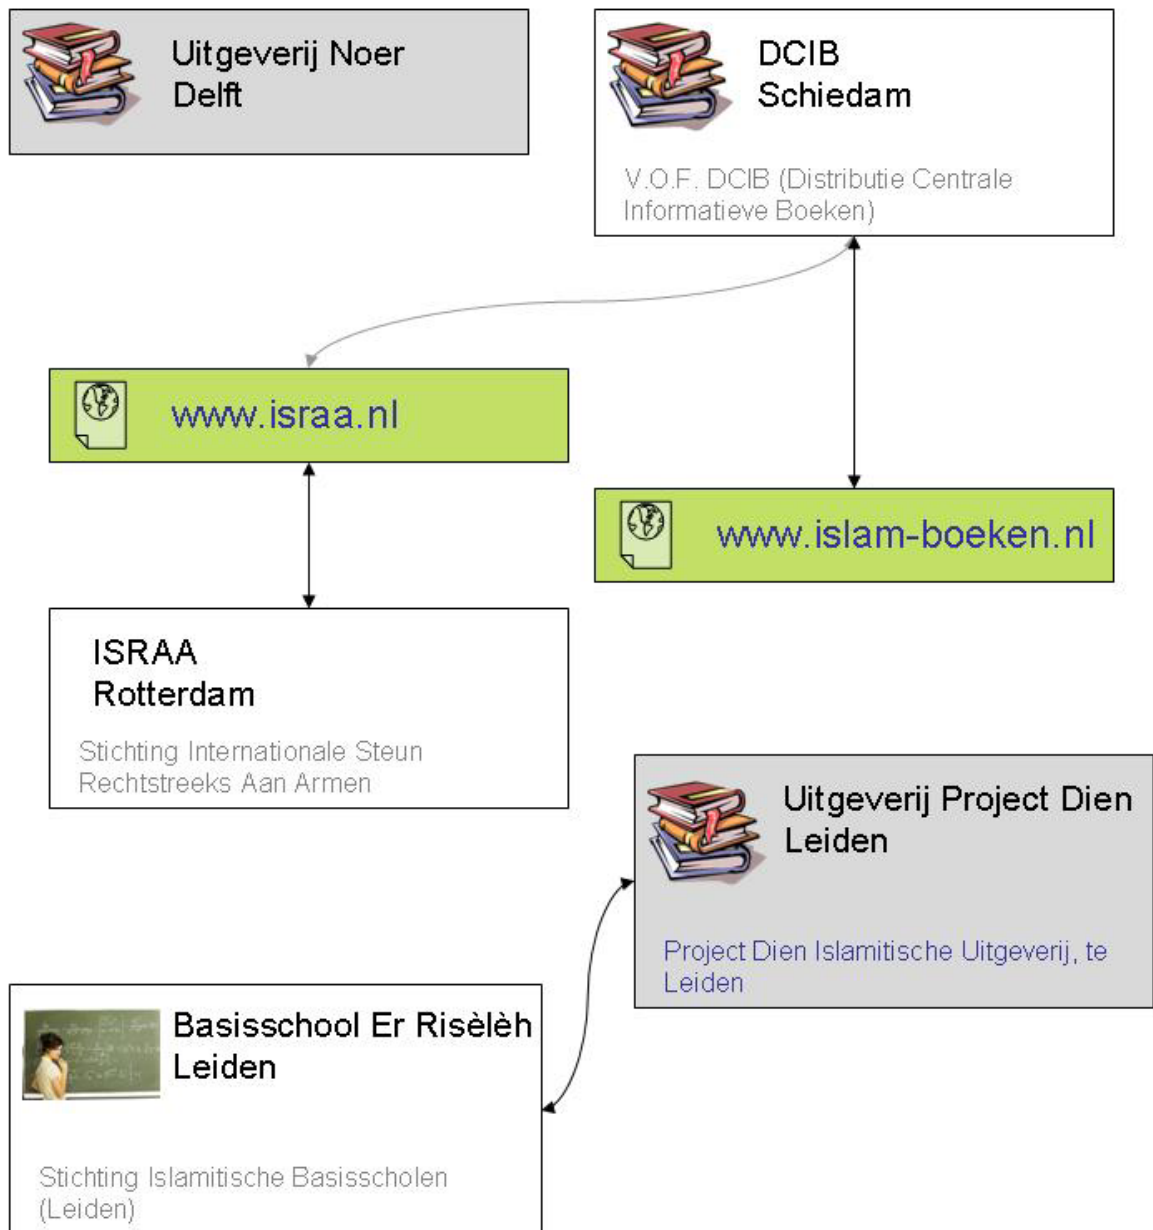 Uitgeverij Noer
Delft
DCIB
Schiedam
V.O.F. DCIB (Distributie Centrale
Informatieve Boeken)
www.israa.nl
www.islam-boeken.nl
ISRAA
Rotterdam
Stichting Internationale Steun
Rechtstreeks Aan Armen
Uitgeverij Project Dien
Leiden
Project Dien Islamitische Uitgeverij, te
Leiden
Basisschool Er Risèlèh
Leiden
Stichting Islamitische Basisscholen
(Leiden)